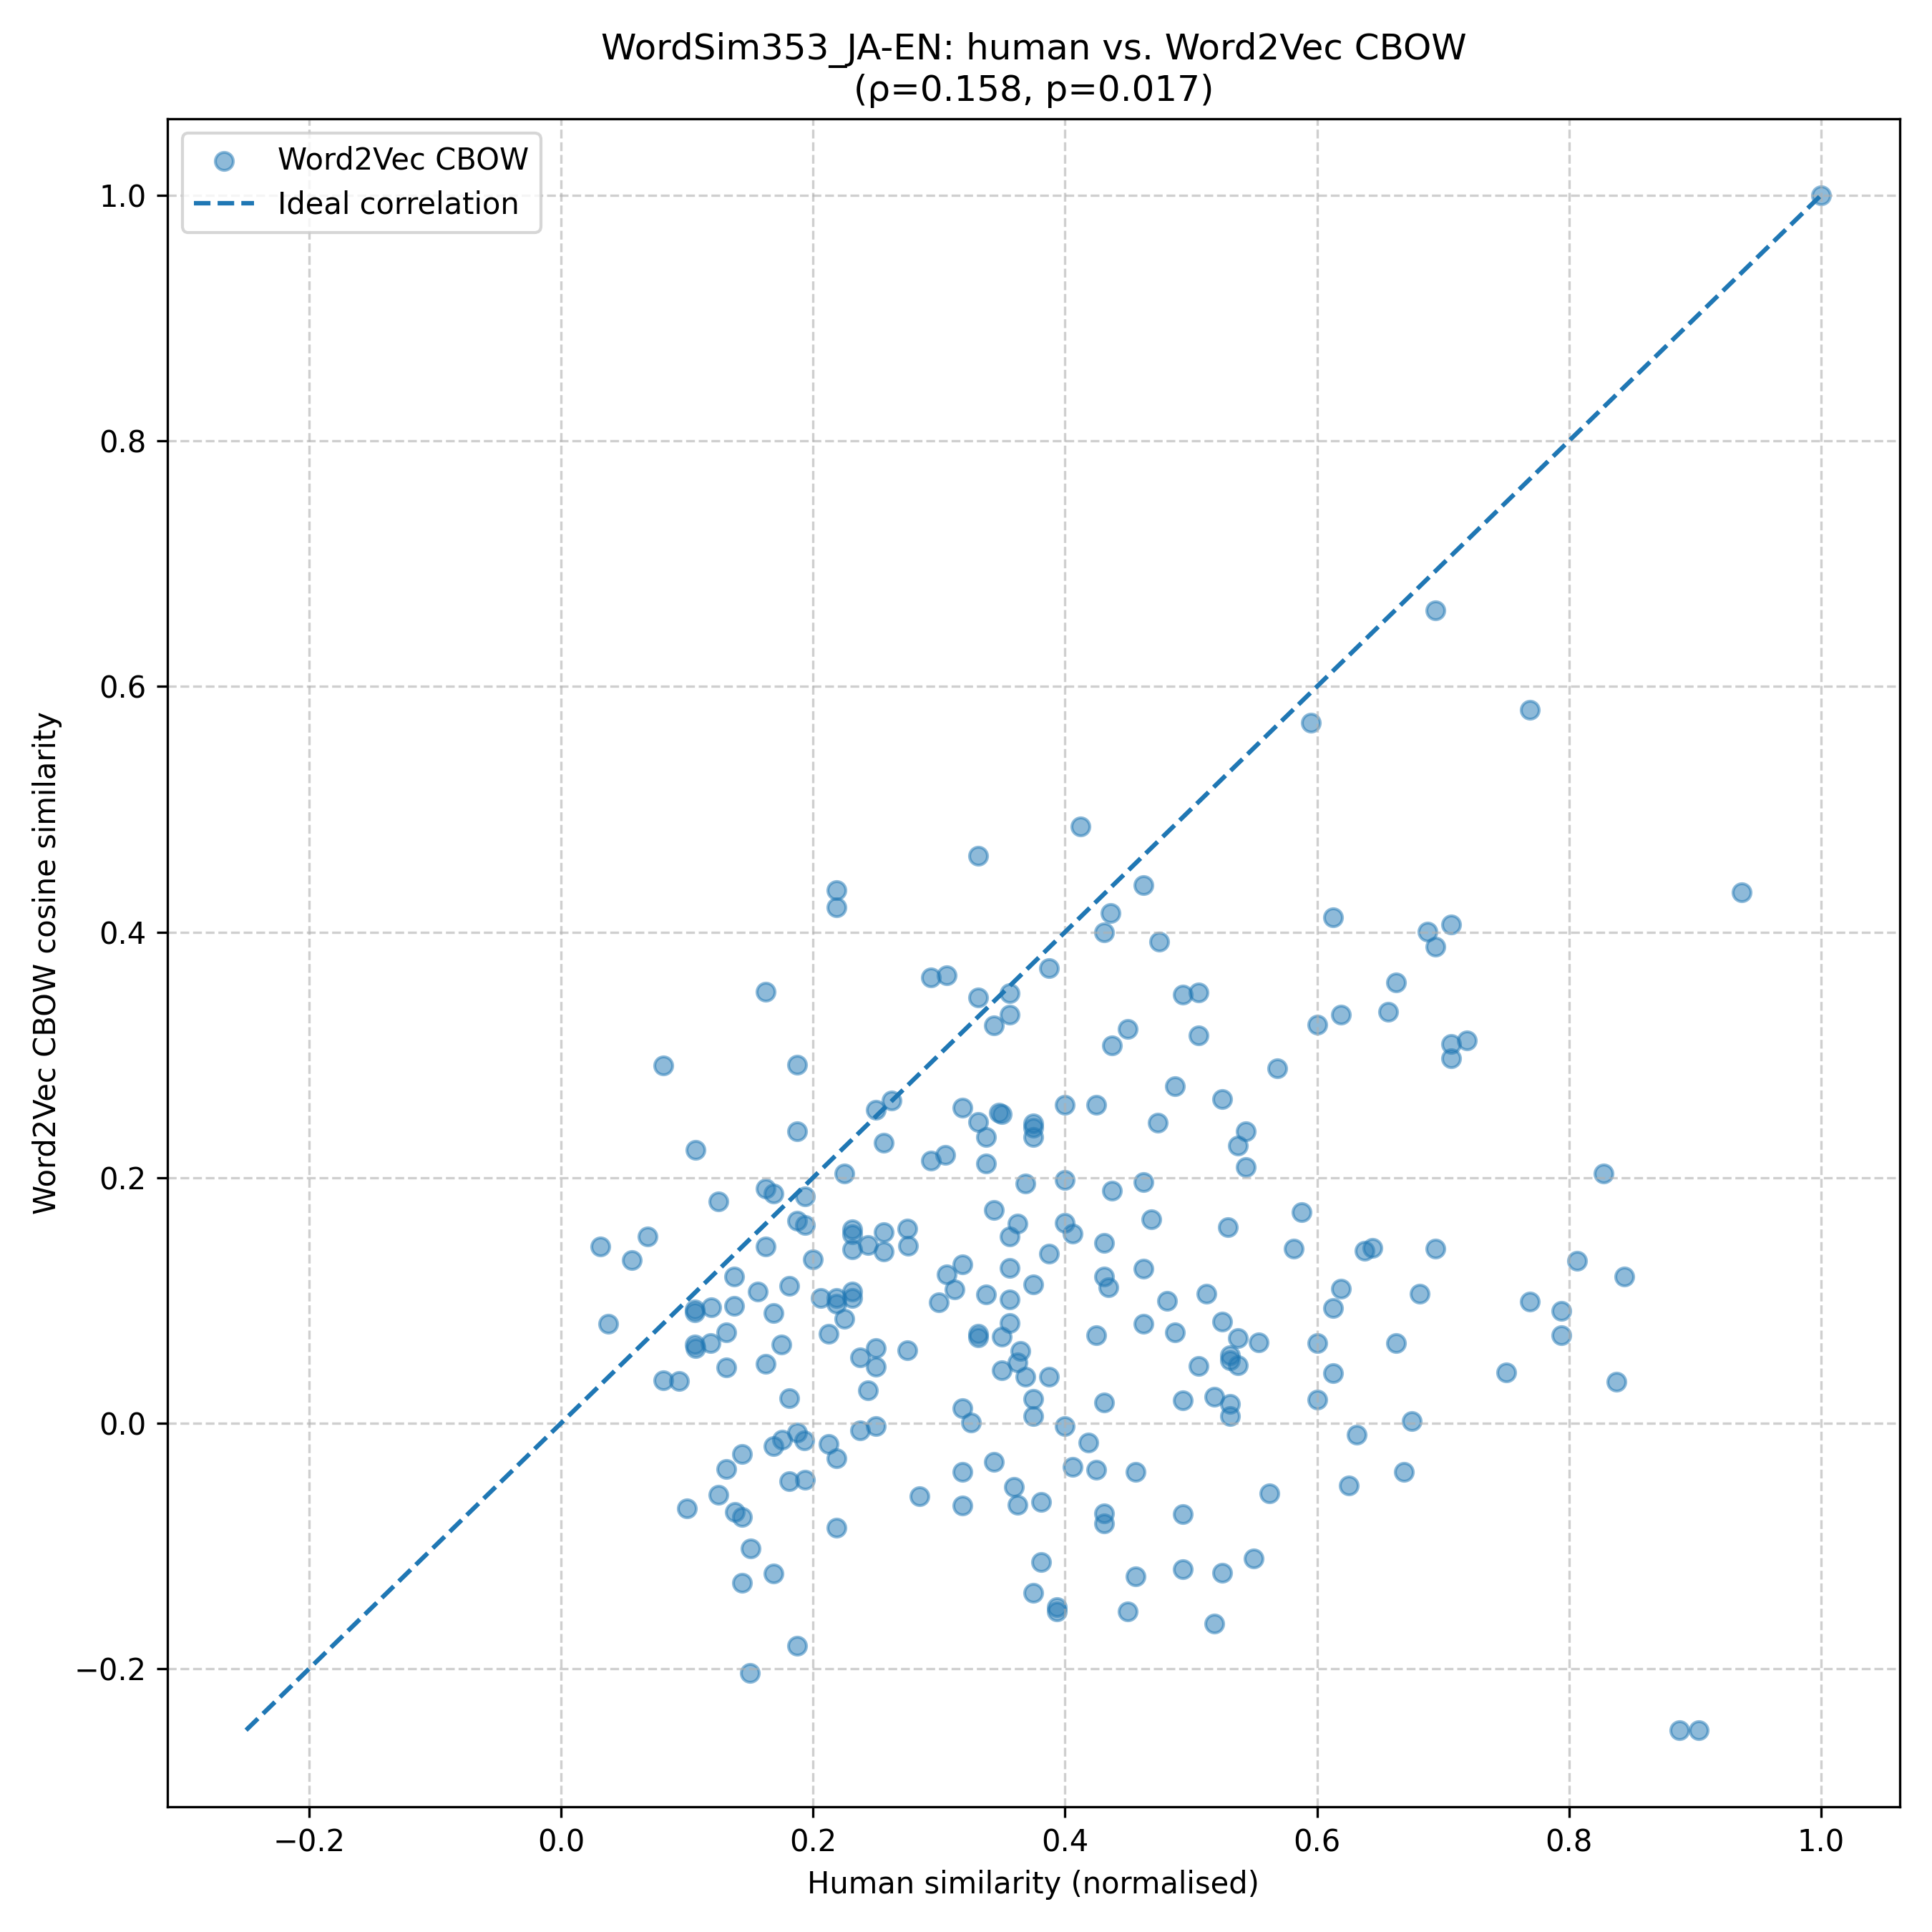 WordSim353_JA-EN: human vs. Word2Vec CBOW
(ρ=0.158, p=0.017)
Word2Vec CBOW
Ideal correlation
1.0
0.8
0.6
0.4
0.2
0.0
−0.2
Word2Vec CBOW cosine similarity
−0.2
0.0
0.2
0.4
0.6
0.8
1.0
Human similarity (normalised)